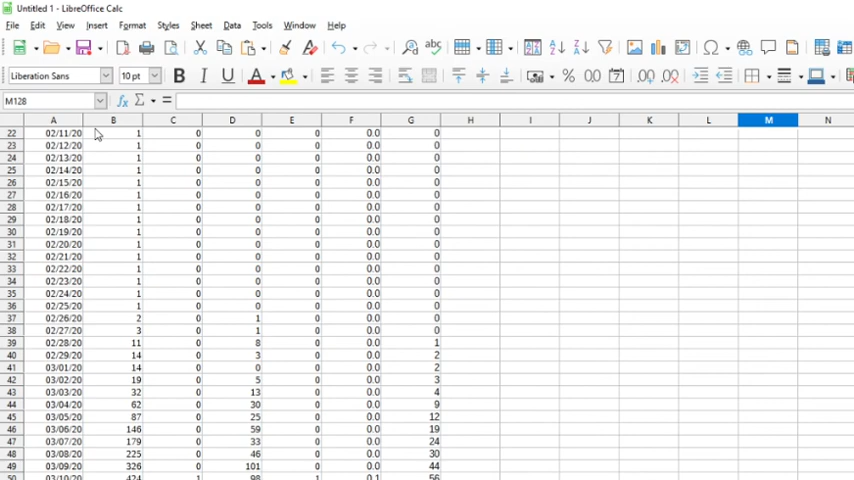 Untitled 1 - LibreOffice Calc
File Edit View Insert Format Styles Sheet Data Tools Window Help
Liberation Sans 10 pt B I U A
M128 fx Σ =
A B C D E F G H I J K L M N
22 02/11/20 1 0 0 0 0.0 0
23 02/12/20 1 0 0 0 0.0 0
24 02/13/20 1 0 0 0 0.0 0
25 02/14/20 1 0 0 0 0.0 0
26 02/15/20 1 0 0 0 0.0 0
27 02/16/20 1 0 0 0 0.0 0
28 02/17/20 1 0 0 0 0.0 0
29 02/18/20 1 0 0 0 0.0 0
30 02/19/20 1 0 0 0 0.0 0
31 02/20/20 1 0 0 0 0.0 0
32 02/21/20 1 0 0 0 0.0 0
33 02/22/20 1 0 0 0 0.0 0
34 02/23/20 1 0 0 0 0.0 0
35 02/24/20 1 0 0 0 0.0 0
36 02/25/20 1 0 0 0 0.0 0
37 02/26/20 2 0 1 0 0.0 0
38 02/27/20 3 0 1 0 0.0 0
39 02/28/20 11 0 8 0 0.0 1
40 02/29/20 14 0 3 0 0.0 2
41 03/01/20 14 0 0 0 0.0 2
42 03/02/20 19 0 5 0 0.0 3
43 03/03/20 32 0 13 0 0.0 4
44 03/04/20 62 0 30 0 0.0 9
45 03/05/20 87 0 25 0 0.0 12
46 03/06/20 146 0 59 0 0.0 19
47 03/07/20 179 0 33 0 0.0 24
48 03/08/20 225 0 46 0 0.0 30
49 03/09/20 326 0 101 0 0.0 44
50 03/10/20 424 1 98 1 0.1 56